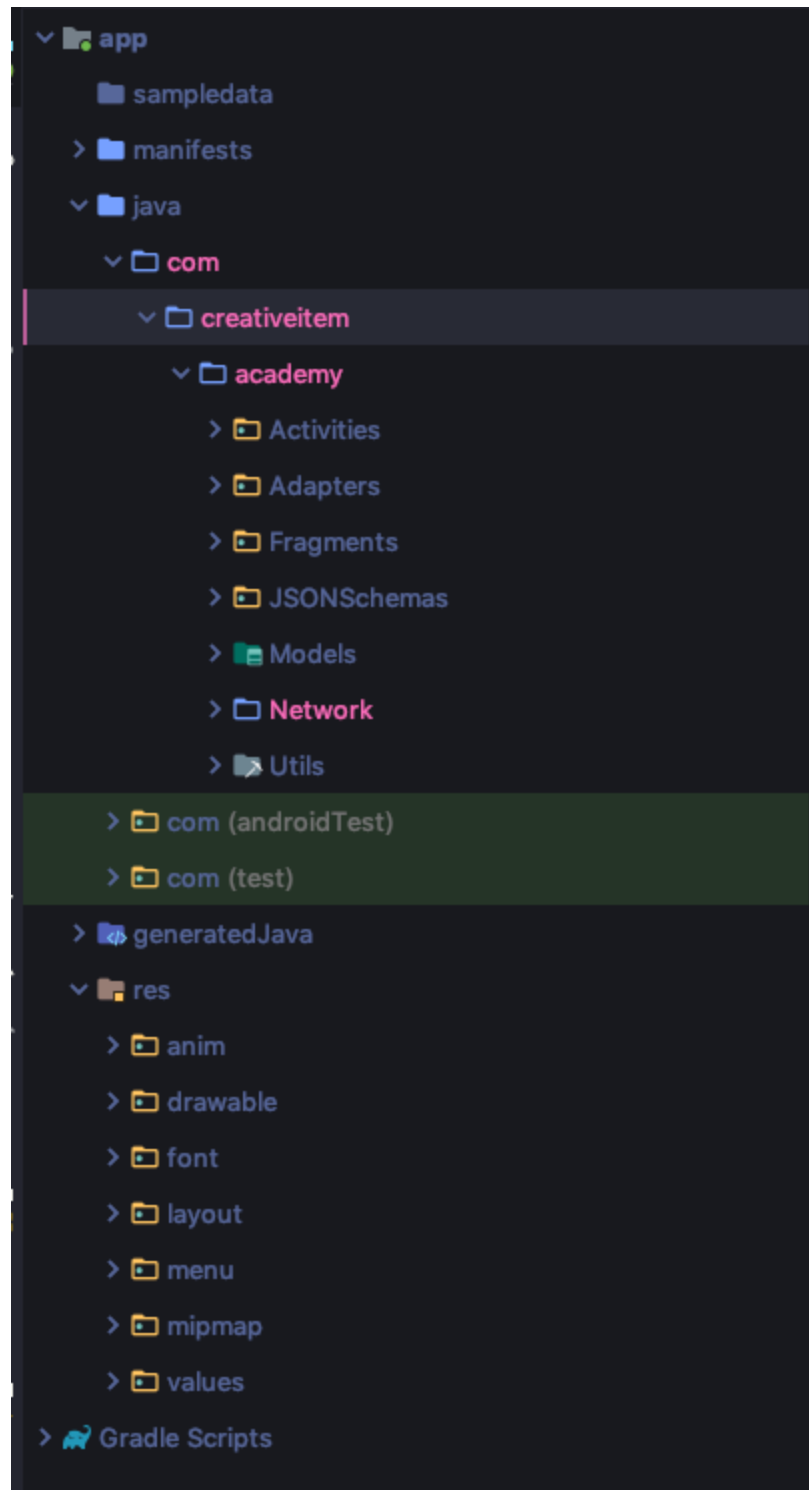 app
sampledata
manifests
java
com
creativeitem
academy
Activities
Adapters
Fragments
JSONSchemas
Models
Network
Utils
com (androidTest)
com (test)
generatedJava
res
anim
drawable
font
layout
menu
mipmap
values
Gradle Scripts